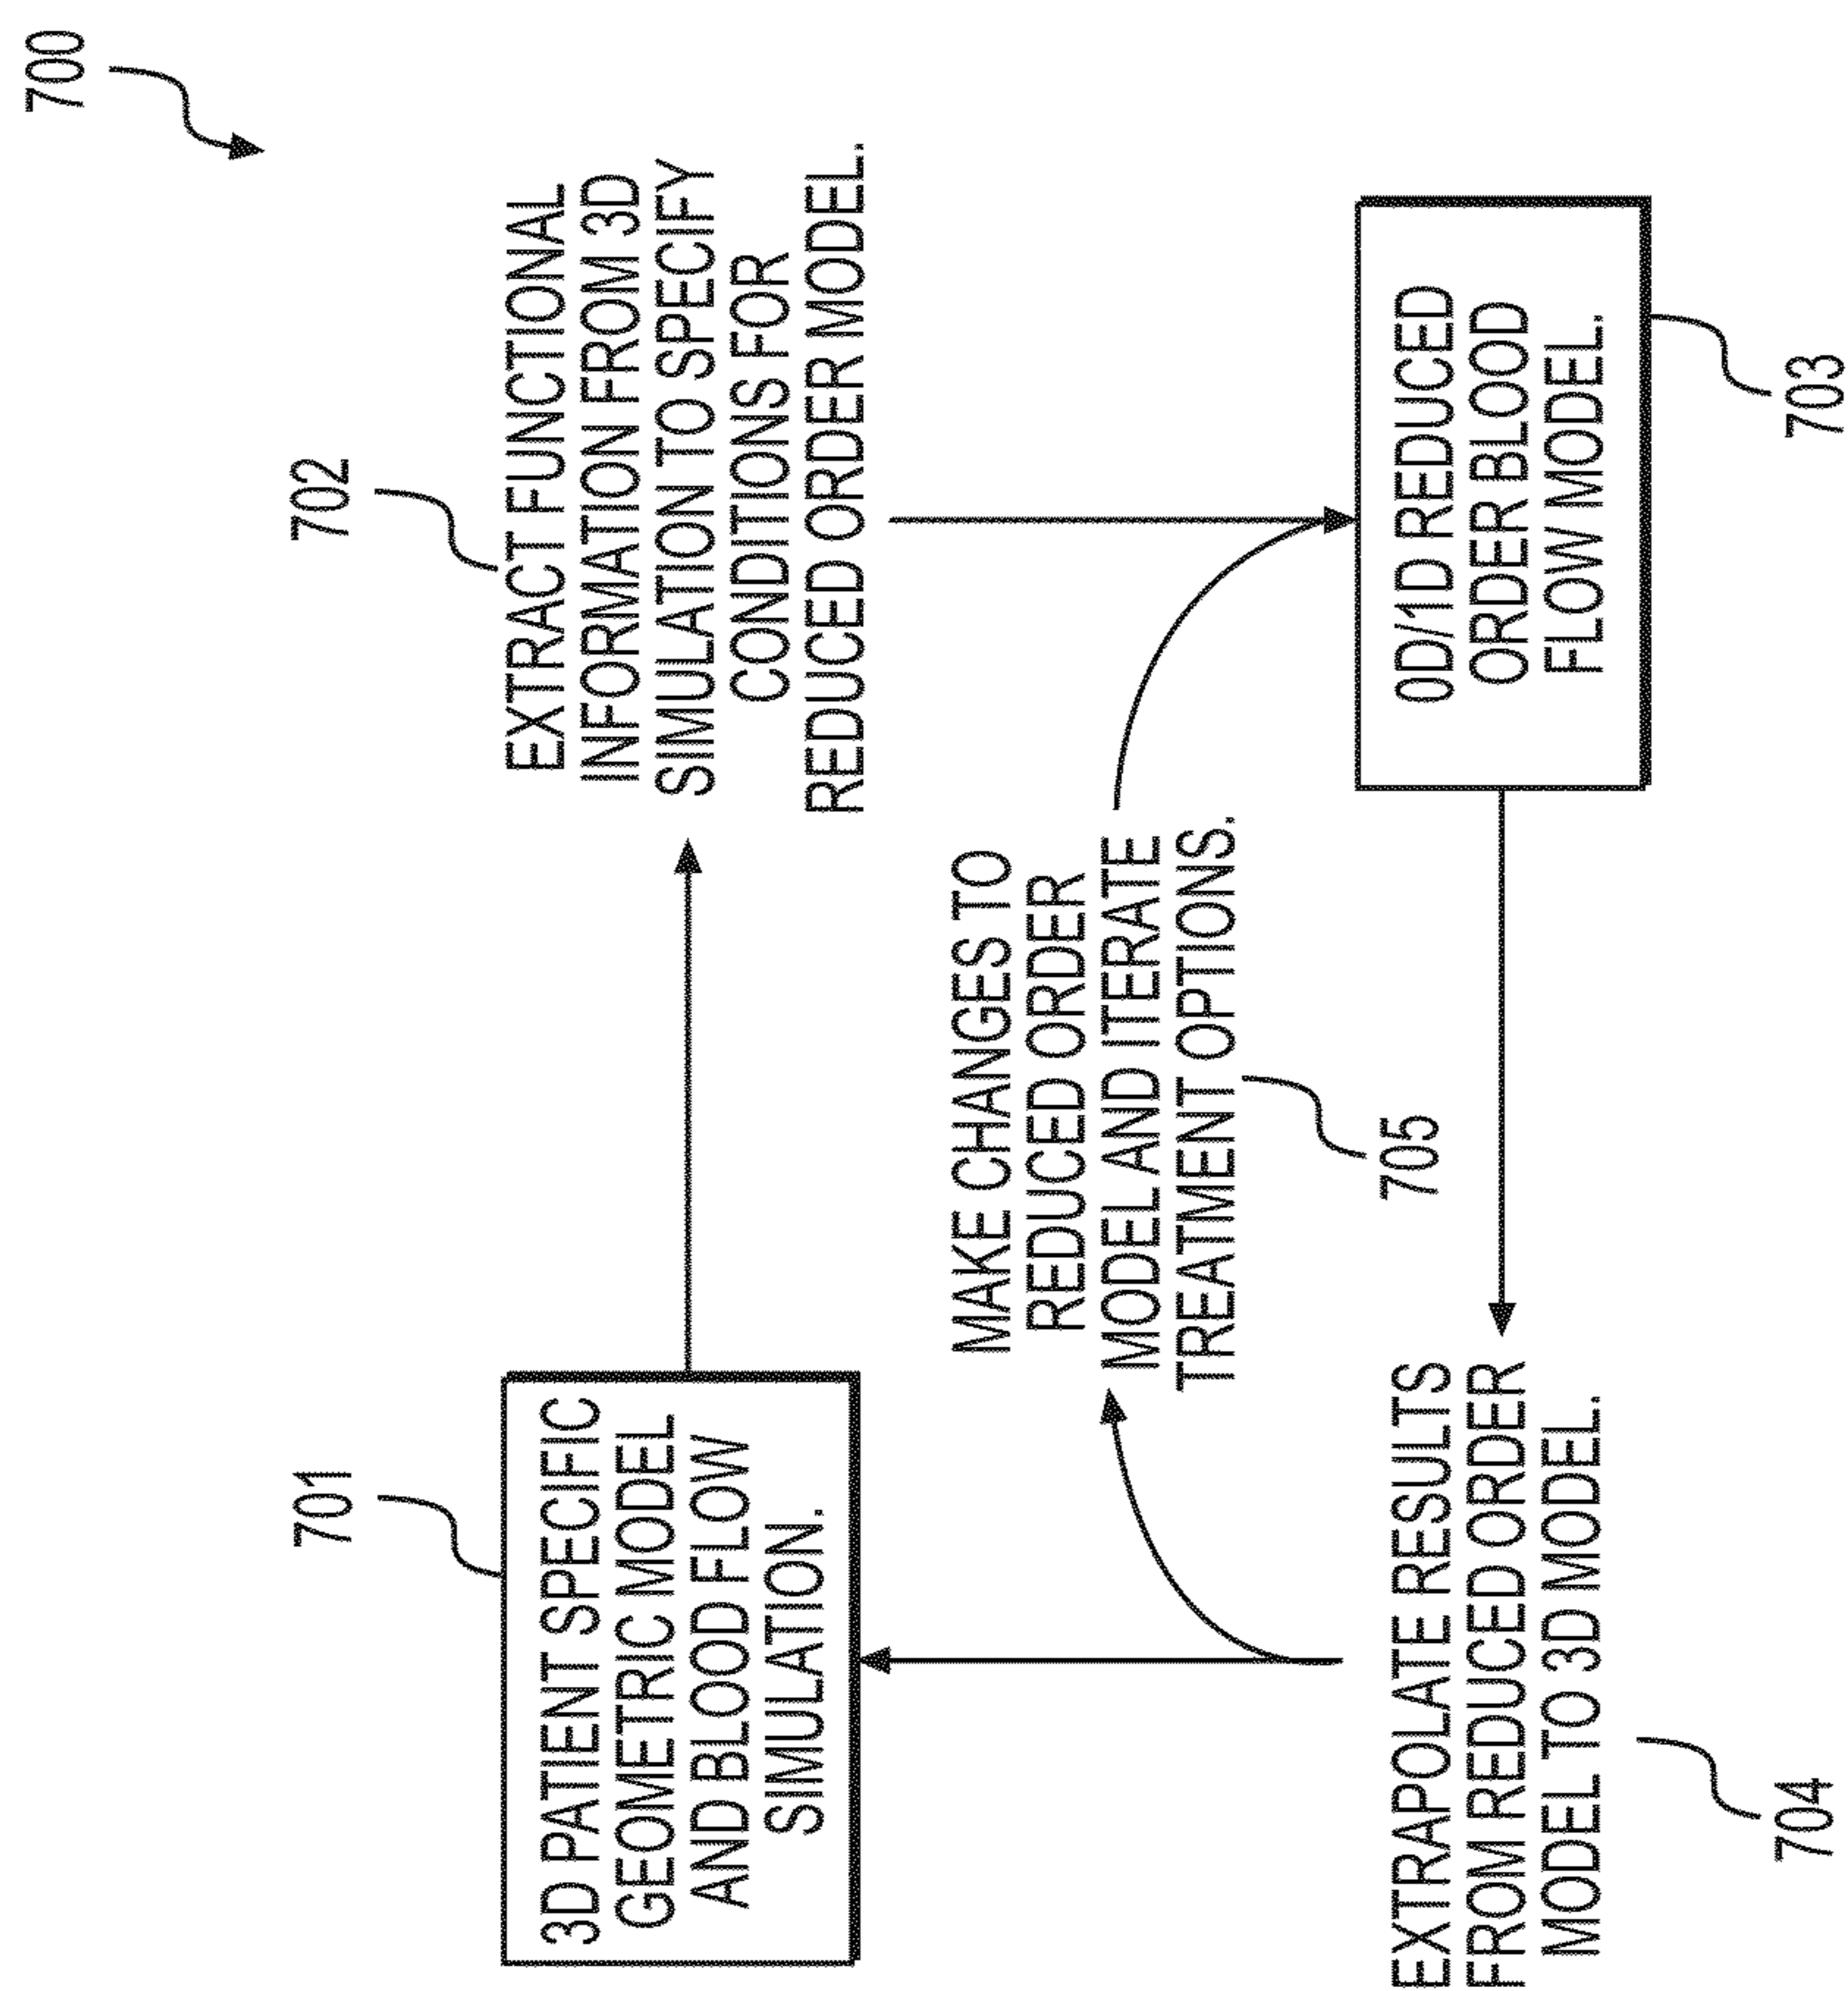 700
702
EXTRACT FUNCTIONAL
INFORMATION FROM 3D
SIMULATION TO SPECIFY
CONDITIONS FOR
REDUCED ORDER MODEL.
701
3D PATIENT SPECIFIC
GEOMETRIC MODEL
AND BLOOD FLOW
SIMULATION.
MAKE CHANGES TO
REDUCED ORDER
MODEL AND ITERATE
TREATMENT OPTIONS.
705
0D/1D REDUCED
ORDER BLOOD
FLOW MODEL.
703
EXTRAPOLATE RESULTS
FROM REDUCED ORDER
MODEL TO 3D MODEL.
704